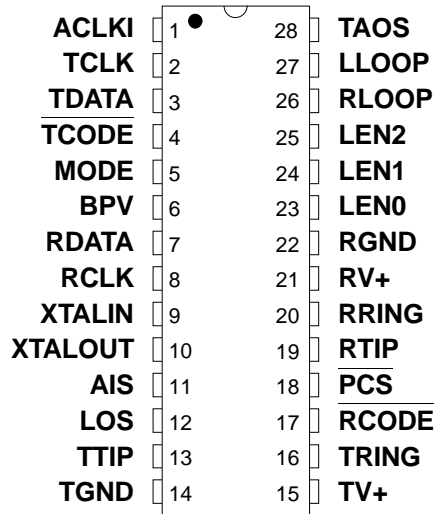 ACLKI 1 28 TAOS
TCLK 2 27 LLOOP
TDATA 3 26 RLOOP
TCODE 4 25 LEN2
MODE 5 24 LEN1
BPV 6 23 LEN0
RDATA 7 22 RGND
RCLK 8 21 RV+
XTALIN 9 20 RRING
XTALOUT 10 19 RTIP
AIS 11 18 PCS
LOS 12 17 RCODE
TTIP 13 16 TRING
TGND 14 15 TV+